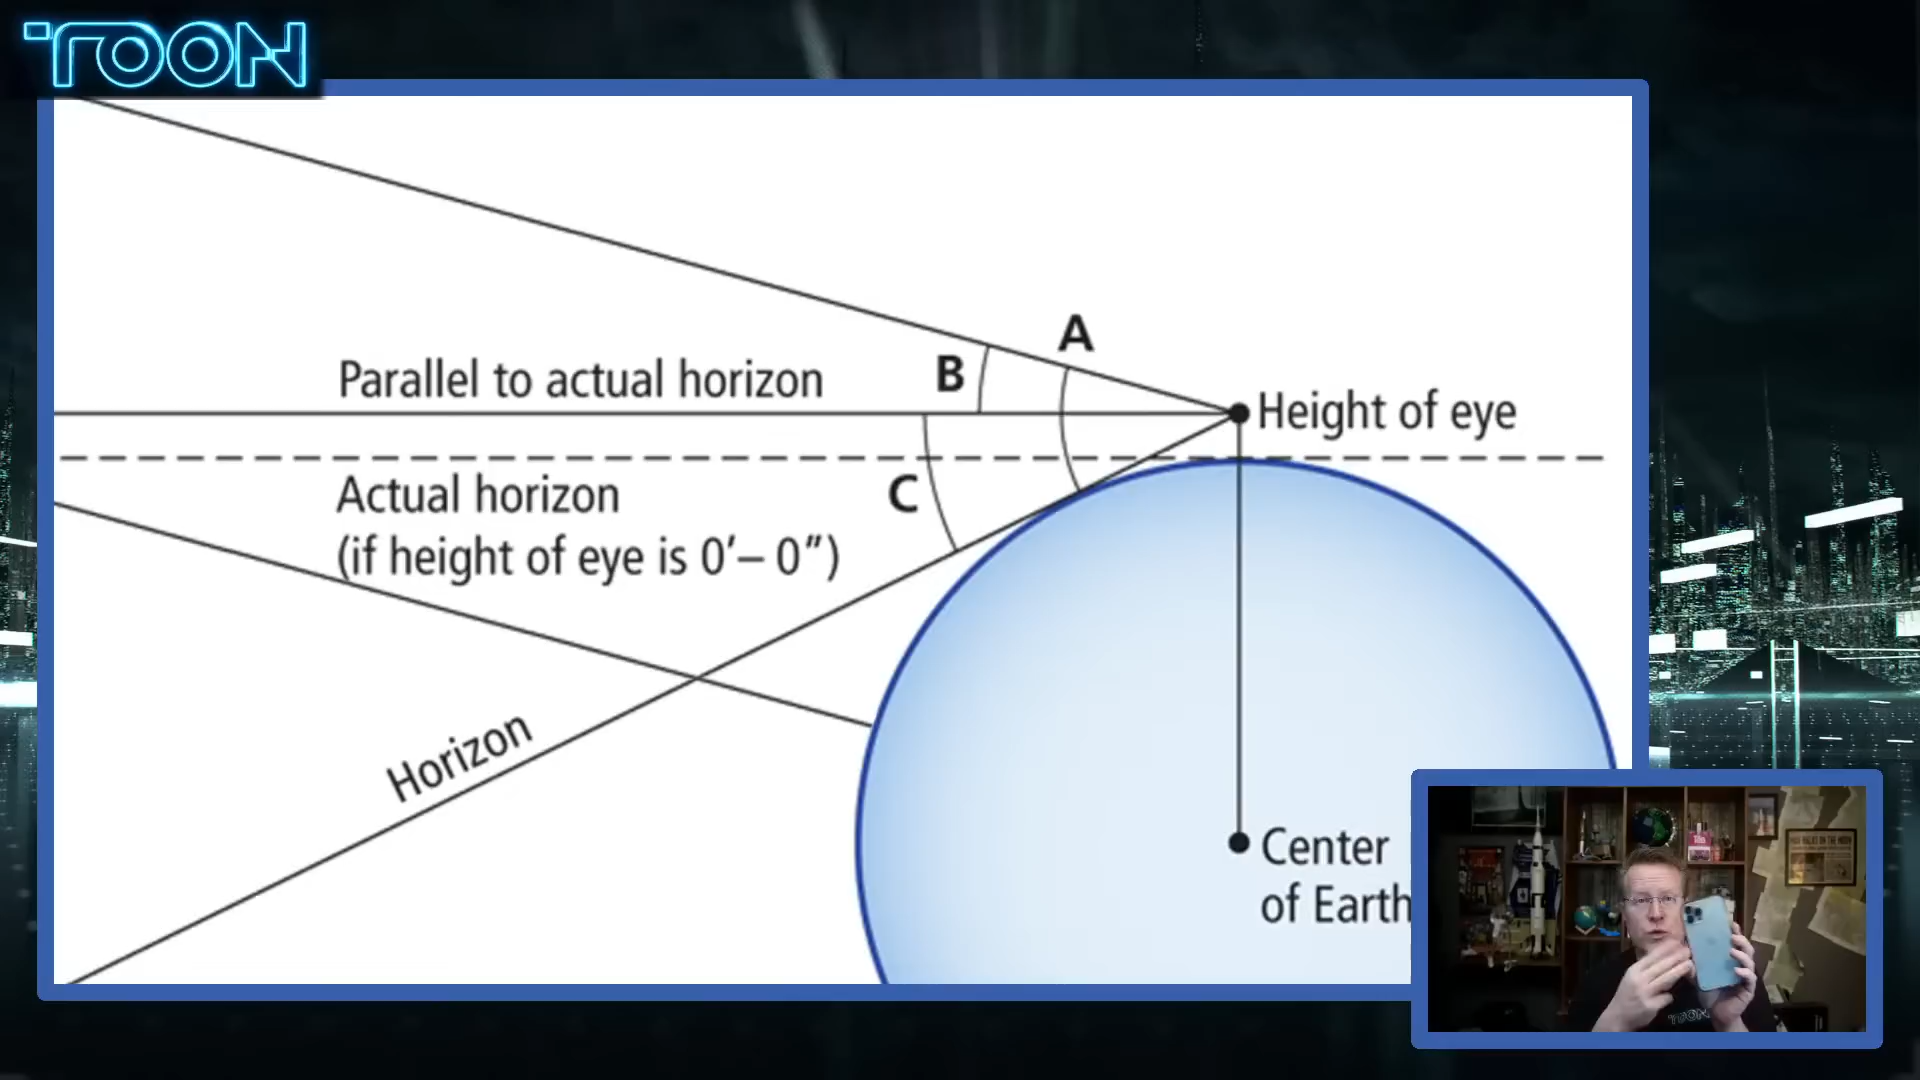 TOON
A
B
Parallel to actual horizon
Height of eye
Actual horizon
(if height of eye is 0′– 0″)
C
Horizon
Center
of Earth
TOON